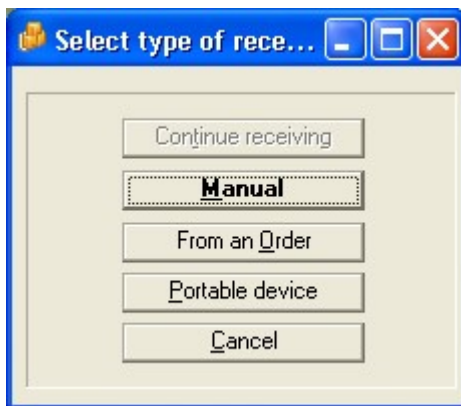 Select type of rece...
Continue receiving
Manual
From an Order
Portable device
Cancel